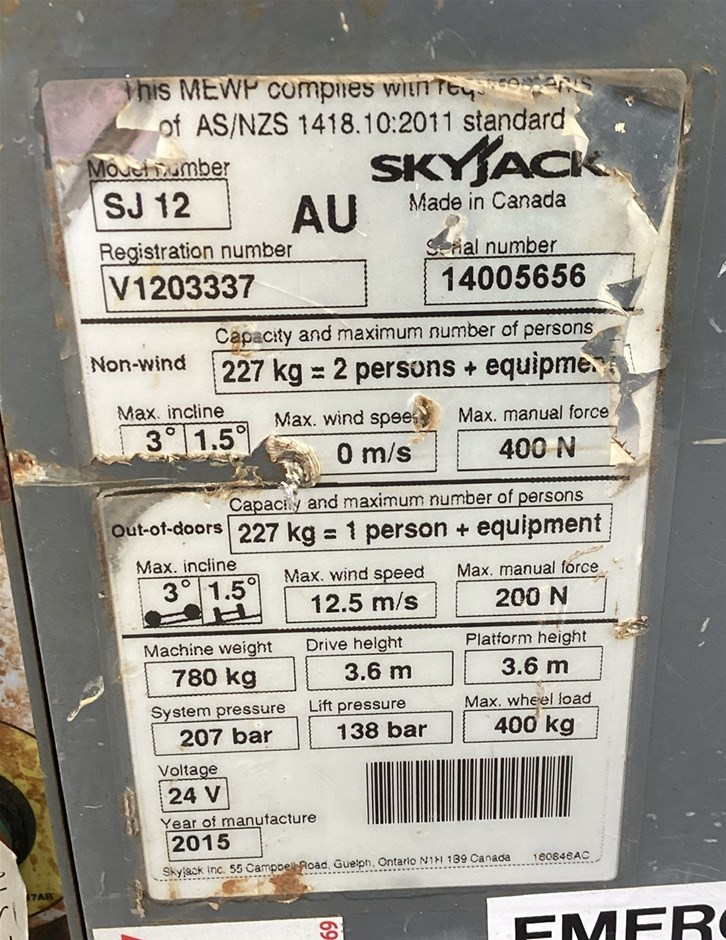 This MEWP complies with requirements
of AS/NZS 1418.10:2011 standard
Model number
SKYJACK
SJ 12
AU
Made in Canada
Registration number
Serial number
V1203337
14005656
Capacity and maximum number of persons
Non-wind
227 kg = 2 persons + equipment
Max. incline
Max. wind speed
Max. manual force
3° 1.5°
0 m/s
400 N
Capacity and maximum number of persons
Out-of-doors
227 kg = 1 person + equipment
Max. incline
Max. wind speed
Max. manual force
3° 1.5°
12.5 m/s
200 N
Machine weight
Drive height
Platform height
780 kg
3.6 m
3.6 m
System pressure
Lift pressure
Max. wheel load
207 bar
138 bar
400 kg
Voltage
24 V
Year of manufacture
2015
Skyjack Inc. 55 Campbell Road, Guelph, Ontario N1H 1B9 Canada
160846AC
69
EMERG